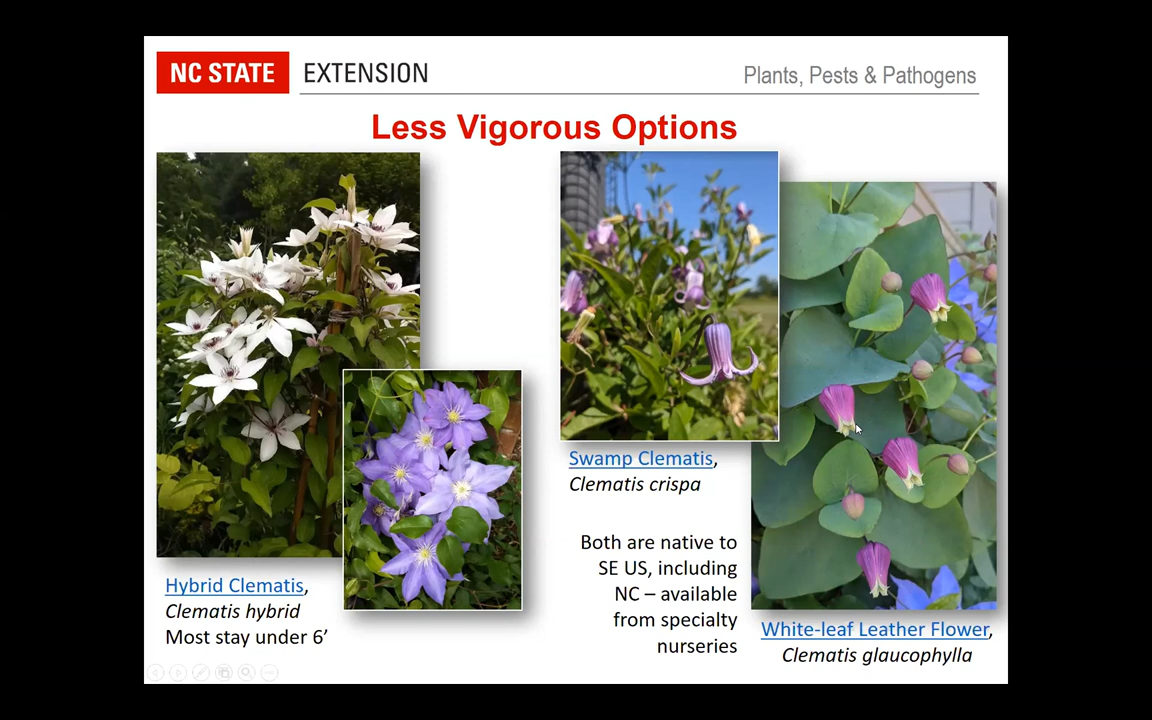 NC STATE EXTENSION
Plants, Pests & Pathogens
Less Vigorous Options
Hybrid Clematis,
Clematis hybrid
Most stay under 6’
Swamp Clematis,
Clematis crispa
Both are native to
SE US, including
NC – available
from specialty
nurseries
White-leaf Leather Flower,
Clematis glaucophylla